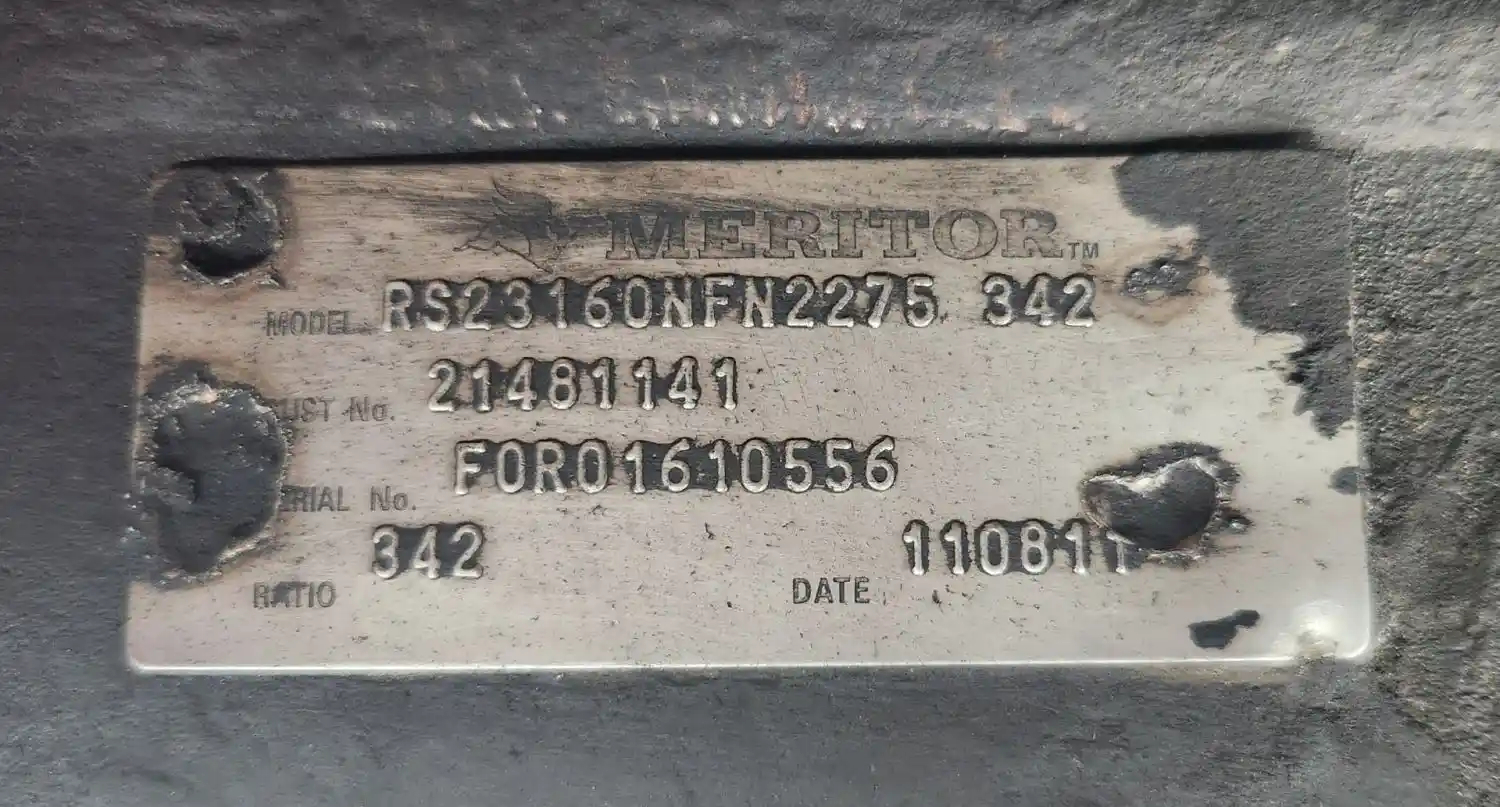 MERITOR™
MODEL RS23160NFN2275 342
UST No. 21481141
ERIAL No. F0R01610556
RATIO 342
DATE 110811